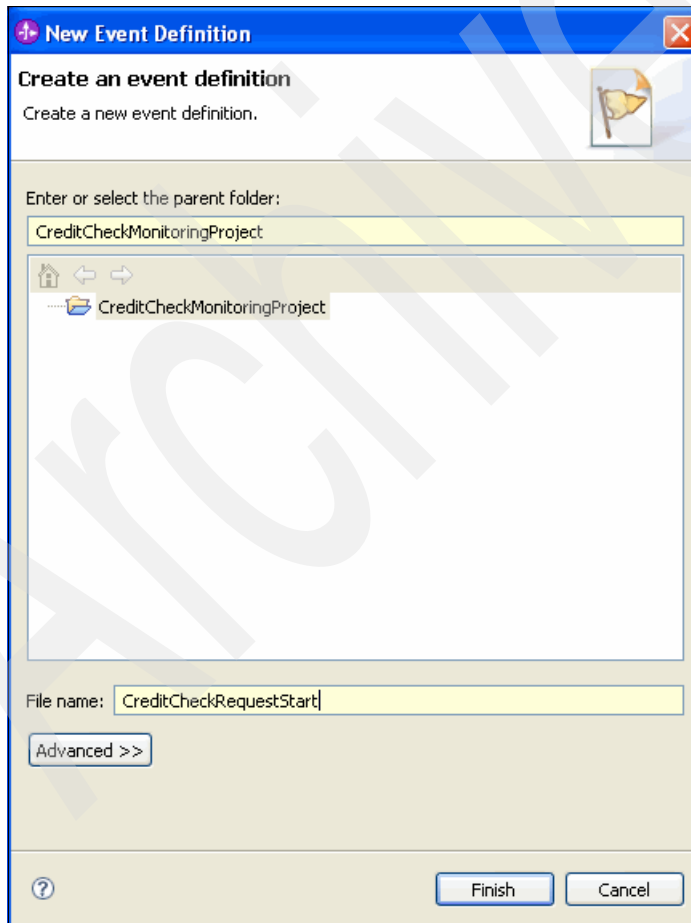 New Event Definition
Create an event definition
Create a new event definition.
Enter or select the parent folder:
CreditCheckMonitoringProject
CreditCheckMonitoringProject
File name: CreditCheckRequestStart
Advanced >>
Finish Cancel
Archive